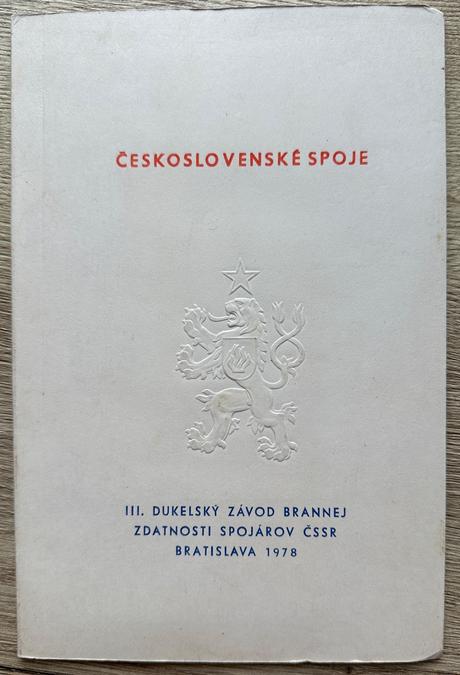 ČESKOSLOVENSKÉ SPOJE
III. DUKELSKÝ ZÁVOD BRANNEJ
ZDATNOSTI SPOJÁROV ČSSR
BRATISLAVA 1978